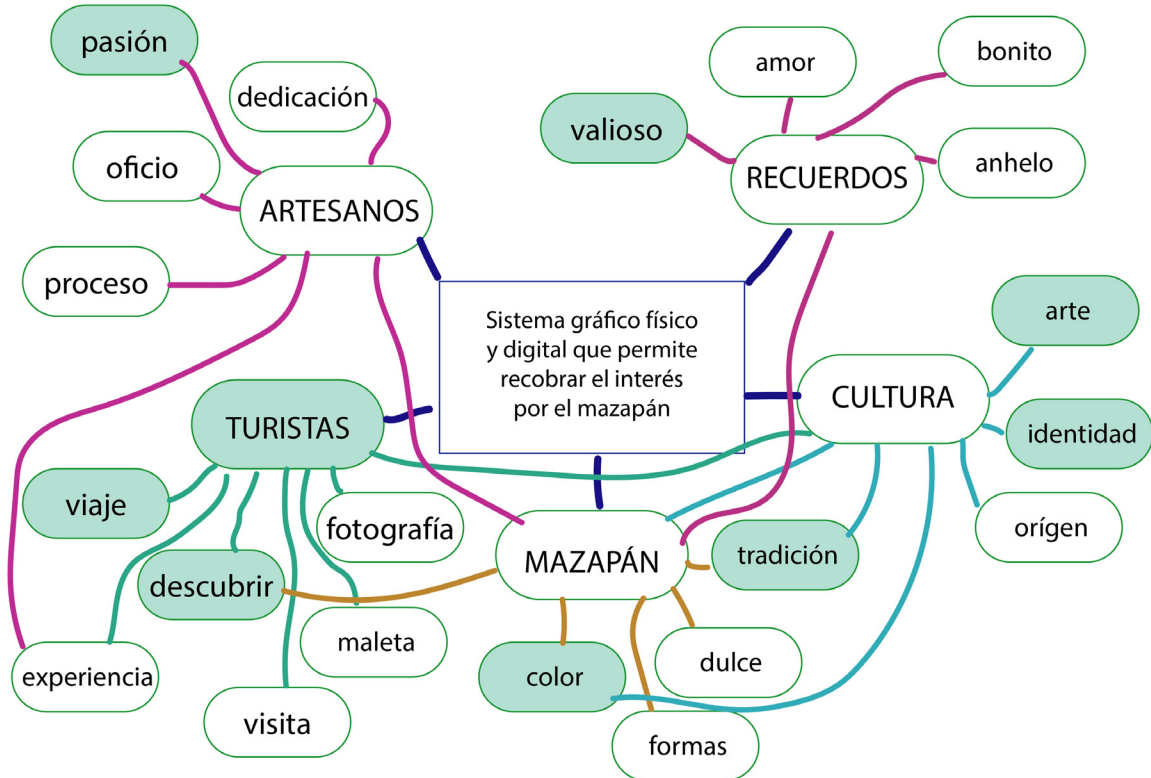 pasión
dedicación
oficio
ARTESANOS
proceso
amor
bonito
valioso
anhelo
RECUERDOS
Sistema gráfico físico
y digital que permite
recobrar el interés
por el mazapán
arte
CULTURA
identidad
orígen
TURISTAS
viaje
fotografía
descubrir
maleta
experiencia
visita
MAZAPÁN
tradición
dulce
color
formas